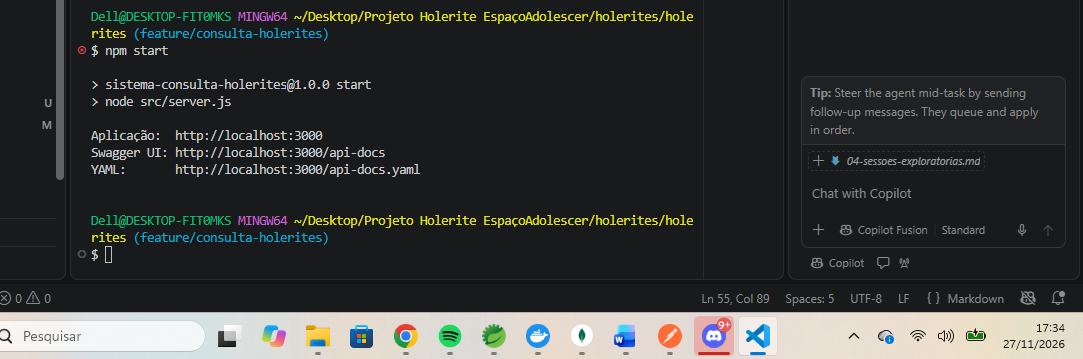 Dell@DESKTOP-FIT0MKS MINGW64 ~/Desktop/Projeto Holerite EspaçoAdolescer/holerites/hole
rites (feature/consulta-holerites)
$ npm start
> sistema-consulta-holerites@1.0.0 start
> node src/server.js
Aplicação:  http://localhost:3000
Swagger UI: http://localhost:3000/api-docs
YAML:       http://localhost:3000/api-docs.yaml
Dell@DESKTOP-FIT0MKS MINGW64 ~/Desktop/Projeto Holerite EspaçoAdolescer/holerites/hole
rites (feature/consulta-holerites)
$
U
M
Tip: Steer the agent mid-task by sending
follow-up messages. They queue and apply
in order.
04-sessoes-exploratorias.md
Chat with Copilot
Copilot Fusion Standard
Copilot
0 0
Ln 55, Col 89 Spaces: 5 UTF-8 LF { } Markdown
Pesquisar
9+
17:34
27/11/2026